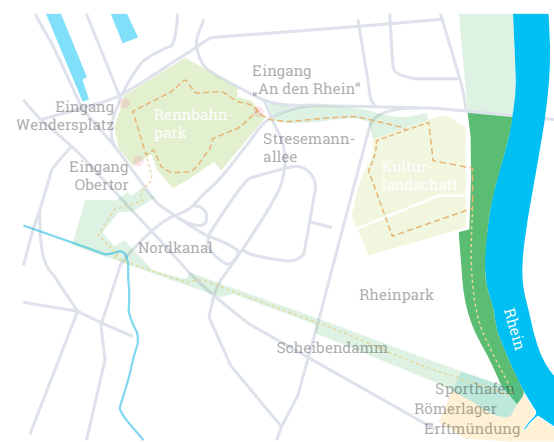 Eingang
„An den Rhein“
Eingang
Wendersplatz
Rennbahn-
park
Stresemann-
allee
Eingang
Obertor
Kultur-
landschaft
Nordkanal
Rheinpark
Rhein
Scheibendamm
Sporthafen
Römerlager
Erftmündung